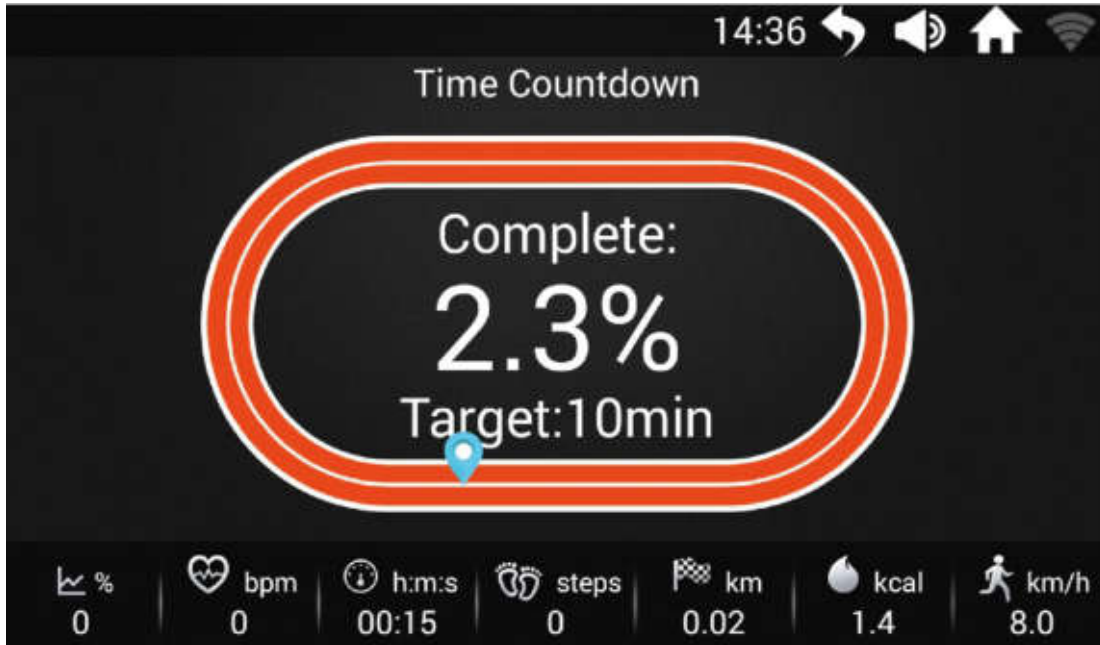 14:36
Time Countdown
Complete:
2.3%
Target:10min
% bpm h:m:s steps km kcal km/h
0 0 00:15 0 0.02 1.4 8.0